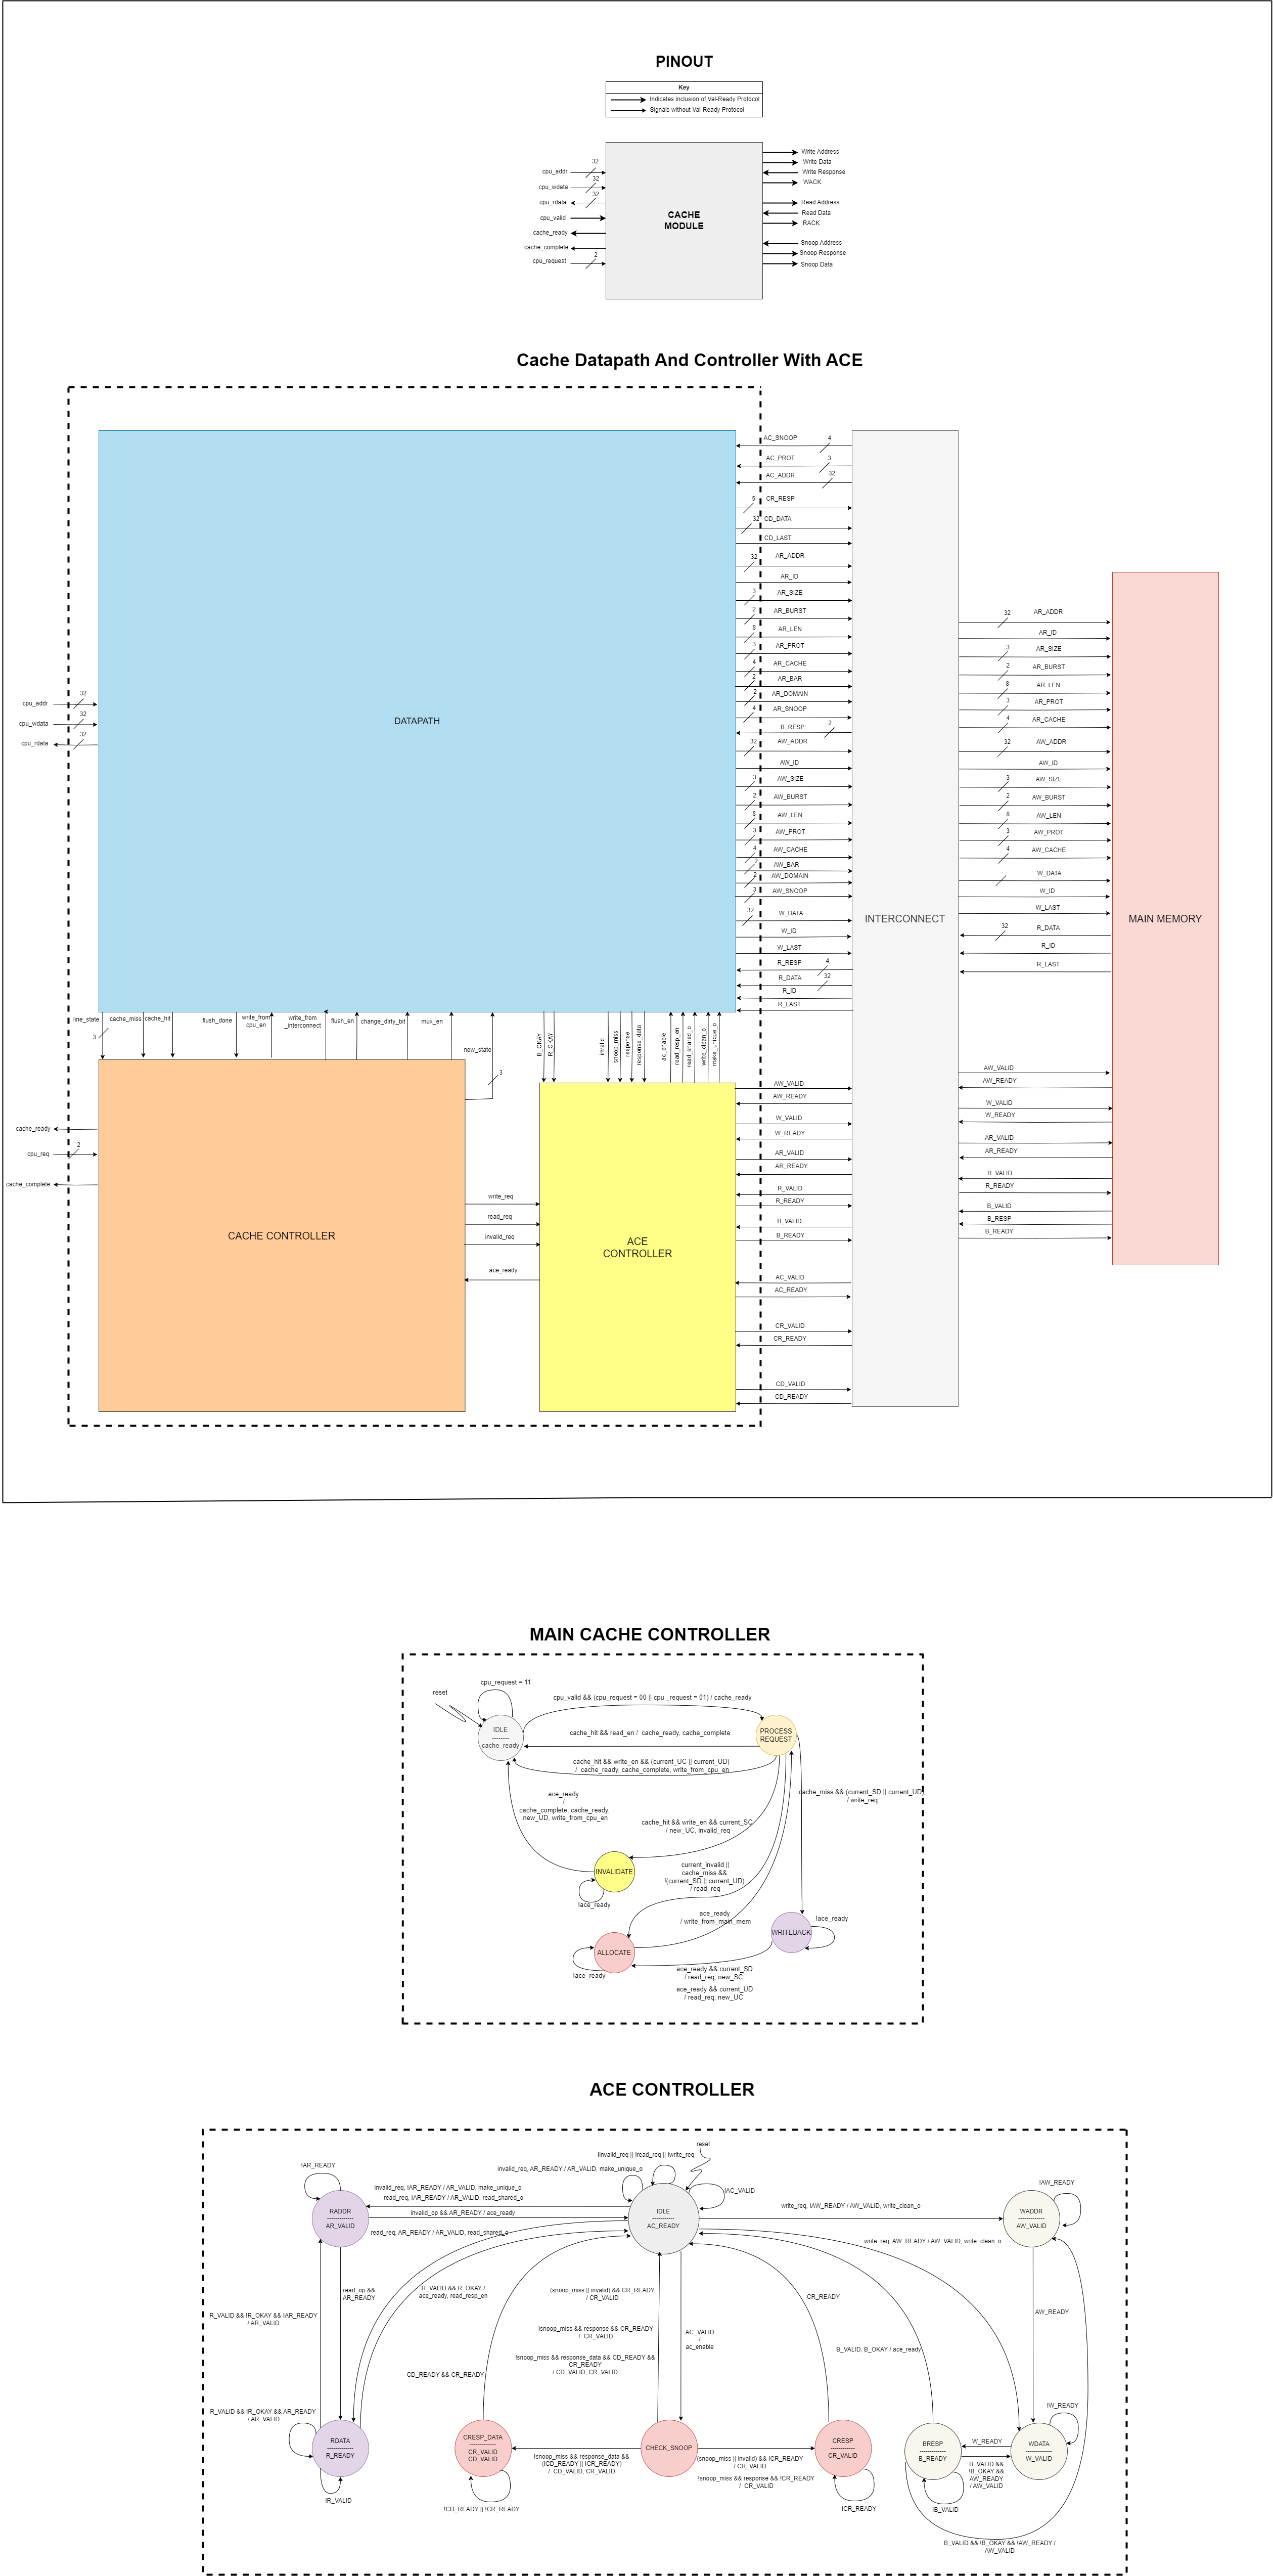 PINOUT
Key
Indicates inclusion of Val-Ready Protocol
Signals without Val-Ready Protocol
32
cpu_addr
32
cpu_wdata
32
cpu_rdata
cpu_valid
cache_ready
cache_complete
2
cpu_request
CACHE
MODULE
Write Address
Write Data
Write Response
WACK
Read Address
Read Data
RACK
Snoop Address
Snoop Response
Snoop Data
Cache Datapath And Controller With ACE
DATAPATH
32
cpu_addr
32
cpu_wdata
32
cpu_rdata
AC_SNOOP
4
AC_PROT
3
AC_ADDR
32
5
CR_RESP
32
CD_DATA
CD_LAST
32
AR_ADDR
AR_ID
3
AR_SIZE
2
AR_BURST
8
AR_LEN
3
AR_PROT
4
AR_CACHE
2
AR_BAR
2
AR_DOMAIN
4
AR_SNOOP
B_RESP
2
32
AW_ADDR
AW_ID
3
AW_SIZE
2
AW_BURST
8
AW_LEN
3
AW_PROT
4
AW_CACHE
2
AW_BAR
2
AW_DOMAIN
3
AW_SNOOP
32
W_DATA
W_ID
W_LAST
R_RESP
4
R_DATA
32
R_ID
R_LAST
INTERCONNECT
32
AR_ADDR
AR_ID
3
AR_SIZE
2
AR_BURST
8
AR_LEN
3
AR_PROT
4
AR_CACHE
32
AW_ADDR
AW_ID
3
AW_SIZE
2
AW_BURST
8
AW_LEN
3
AW_PROT
4
AW_CACHE
W_DATA
W_ID
W_LAST
32
R_DATA
R_ID
R_LAST
MAIN MEMORY
line_state
3
cache_miss
cache_hit
flush_done
write_from
cpu_en
write_from
_interconnect
flush_en
change_dirty_bit
mux_en
new_state
3
B_OKAY
R_OKAY
invalid
snoop_miss
response
response_data
ac_enable
read_resp_en
read_shared_o
write_clean_o
make_unique_o
cache_ready
2
cpu_req
cache_complete
CACHE CONTROLLER
write_req
read_req
invalid_req
ace_ready
ACE
CONTROLLER
AW_VALID
AW_READY
W_VALID
W_READY
AR_VALID
AR_READY
R_VALID
R_READY
B_VALID
B_READY
AC_VALID
AC_READY
CR_VALID
CR_READY
CD_VALID
CD_READY
AW_VALID
AW_READY
W_VALID
W_READY
AR_VALID
AR_READY
R_VALID
R_READY
B_VALID
B_RESP
B_READY
MAIN CACHE CONTROLLER
reset
cpu_request = 11
IDLE
--------
cache_ready
cpu_valid && (cpu_request = 00 || cpu _request = 01) / cache_ready
cache_hit && read_en / cache_ready, cache_complete
cache_hit && write_en && (current_UC || current_UD)
/ cache_ready, cache_complete, write_from_cpu_en
PROCESS
REQUEST
cache_miss && (current_SD || current_UD)
/ write_req
ace_ready
/
cache_complete, cache_ready,
new_UD, write_from_cpu_en
cache_hit && write_en && current_SC
/ new_UC, invalid_req
INVALIDATE
!ace_ready
current_invalid ||
cache_miss &&
!(current_SD || current_UD)
/ read_req
ace_ready
/ write_from_main_mem
WRITEBACK
!ace_ready
ALLOCATE
!ace_ready
ace_ready && current_SD
/ read_req, new_SC
ace_ready && current_UD
/ read_req, new_UC
ACE CONTROLLER
reset
!invalid_req || !read_req || !write_req
invalid_req, AR_READY / AR_VALID, make_unique_o
!AC_VALID
IDLE
-----------
AC_READY
!AR_READY
RADDR
-------------
AR_VALID
invalid_req, !AR_READY / AR_VALID, make_unique_o
read_req, !AR_READY / AR_VALID, read_shared_o
invalid_op && AR_READY / ace_ready
read_req, AR_READY / AR_VALID, read_shared_o
write_req, !AW_READY / AW_VALID, write_clean_o
write_req, AW_READY / AW_VALID, write_clean_o
!AW_READY
WADDR
-------------
AW_VALID
read_op &&
AR_READY
R_VALID && R_OKAY /
ace_ready, read_resp_en
R_VALID && !R_OKAY && !AR_READY
/ AR_VALID
(snoop_miss || invalid) && CR_READY
/ CR_VALID
!snoop_miss && response && CR_READY
/ CR_VALID
!snoop_miss && response_data && CD_READY &&
CR_READY
/ CD_VALID, CR_VALID
AC_VALID
/
ac_enable
CR_READY
B_VALID, B_OKAY / ace_ready
AW_READY
CD_READY && CR_READY
R_VALID && !R_OKAY && AR_READY
/ AR_VALID
RDATA
-------------
R_READY
!R_VALID
CRESP_DATA
-------------
CR_VALID
CD_VALID
!CD_READY || !CR_READY
!snoop_miss && response_data &&
(!CD_READY || !CR_READY)
/ CD_VALID, CR_VALID
CHECK_SNOOP
(snoop_miss || invalid) && !CR_READY
/ CR_VALID
!snoop_miss && response && !CR_READY
/ CR_VALID
CRESP
------------
CR_VALID
!CR_READY
BRESP
-------------
B_READY
!B_VALID
W_READY
B_VALID &&
!B_OKAY &&
AW_READY
/ AW_VALID
!W_READY
WDATA
-------------
W_VALID
B_VALID && !B_OKAY && !AW_READY /
AW_VALID